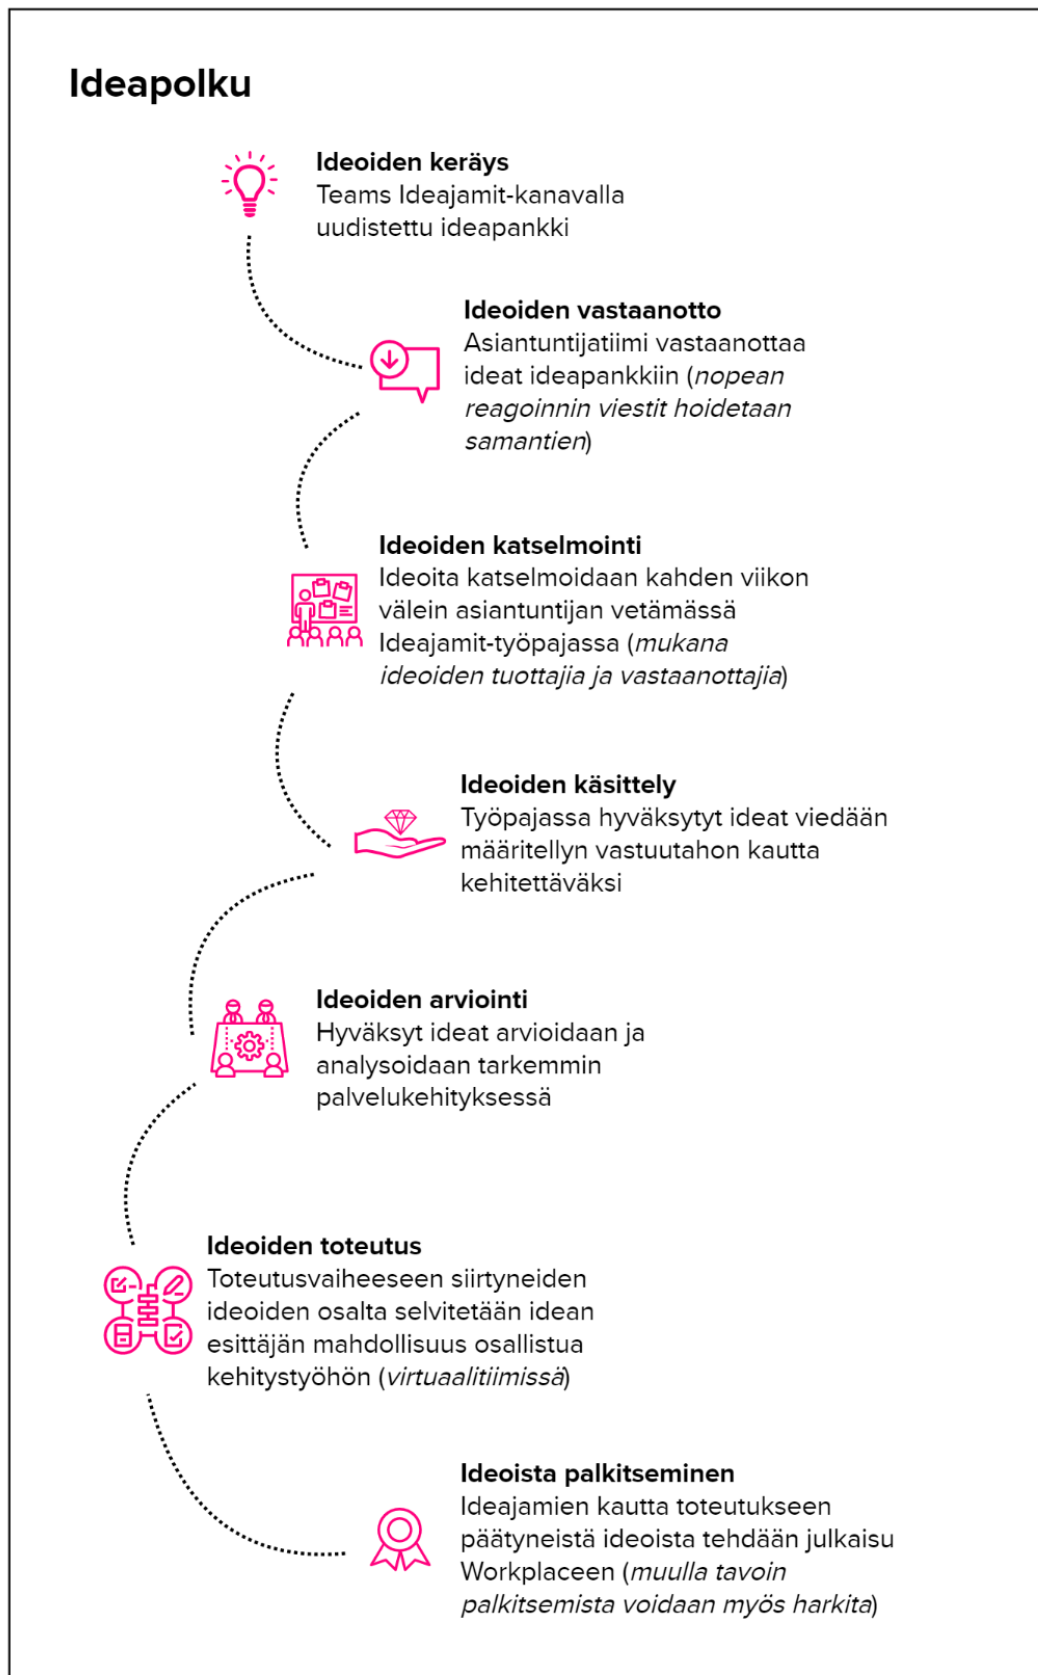 Ideapolku
Ideoiden keräys
Teams Ideajamit-kanavalla
uudistettu ideapankki
Ideoiden vastaanotto
Asiantuntijatiimi vastaanottaa
ideat ideapankkiin (nopean
reagoinnin viestit hoidetaan
samantien)
Ideoiden katselmointi
Ideoita katselmoidaan kahden viikon
välein asiantuntijan vetämässä
Ideajamit-työpajassa (mukana
ideoiden tuottajia ja vastaanottajia)
Ideoiden käsittely
Työpajassa hyväksytyt ideat viedään
määritellyn vastuutahon kautta
kehitettäväksi
Ideoiden arviointi
Hyväksyt ideat arvioidaan ja
analysoidaan tarkemmin
palvelukehityksessä
Ideoiden toteutus
Toteutusvaiheeseen siirtyneiden
ideoiden osalta selvitetään idean
esittäjän mahdollisuus osallistua
kehitystyöhön (virtuaalitiimissä)
Ideoista palkitseminen
Ideajamien kautta toteutukseen
päätyneistä ideoista tehdään julkaisu
Workplaceen (muulla tavoin
palkitsemista voidaan myös harkita)